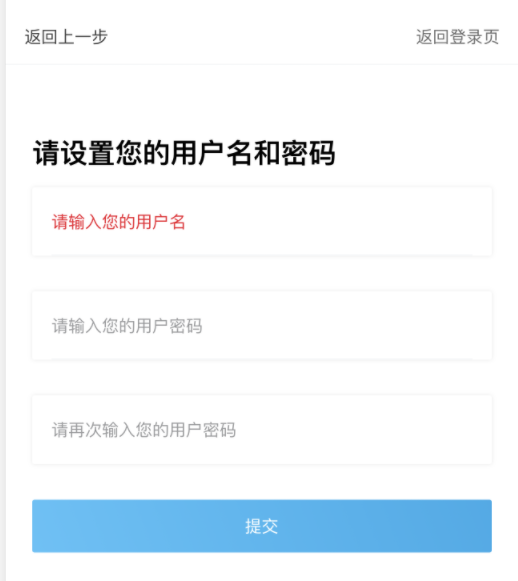 返回上一步 返回登录页
请设置您的用户名和密码
请输入您的用户名
请输入您的用户密码
请再次输入您的用户密码
提交